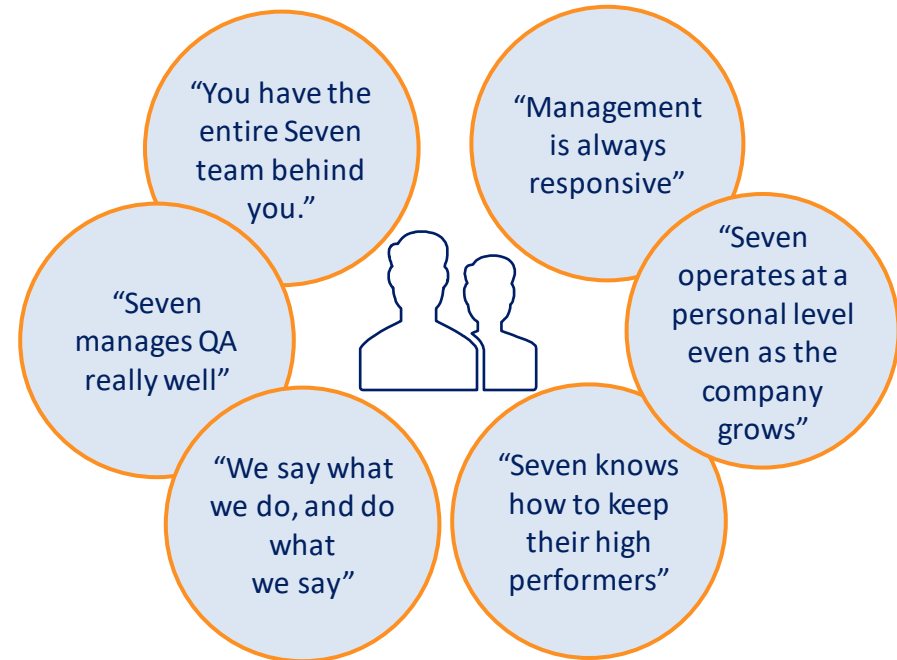 “You have the
entire Seven
team behind
you.”
“Management
is always
responsive”
“Seven
manages QA
really well”
“Seven
operates at a
personal level
even as the
company
grows”
“We say what
we do, and do
what
we say”
“Seven knows
how to keep
their high
performers”